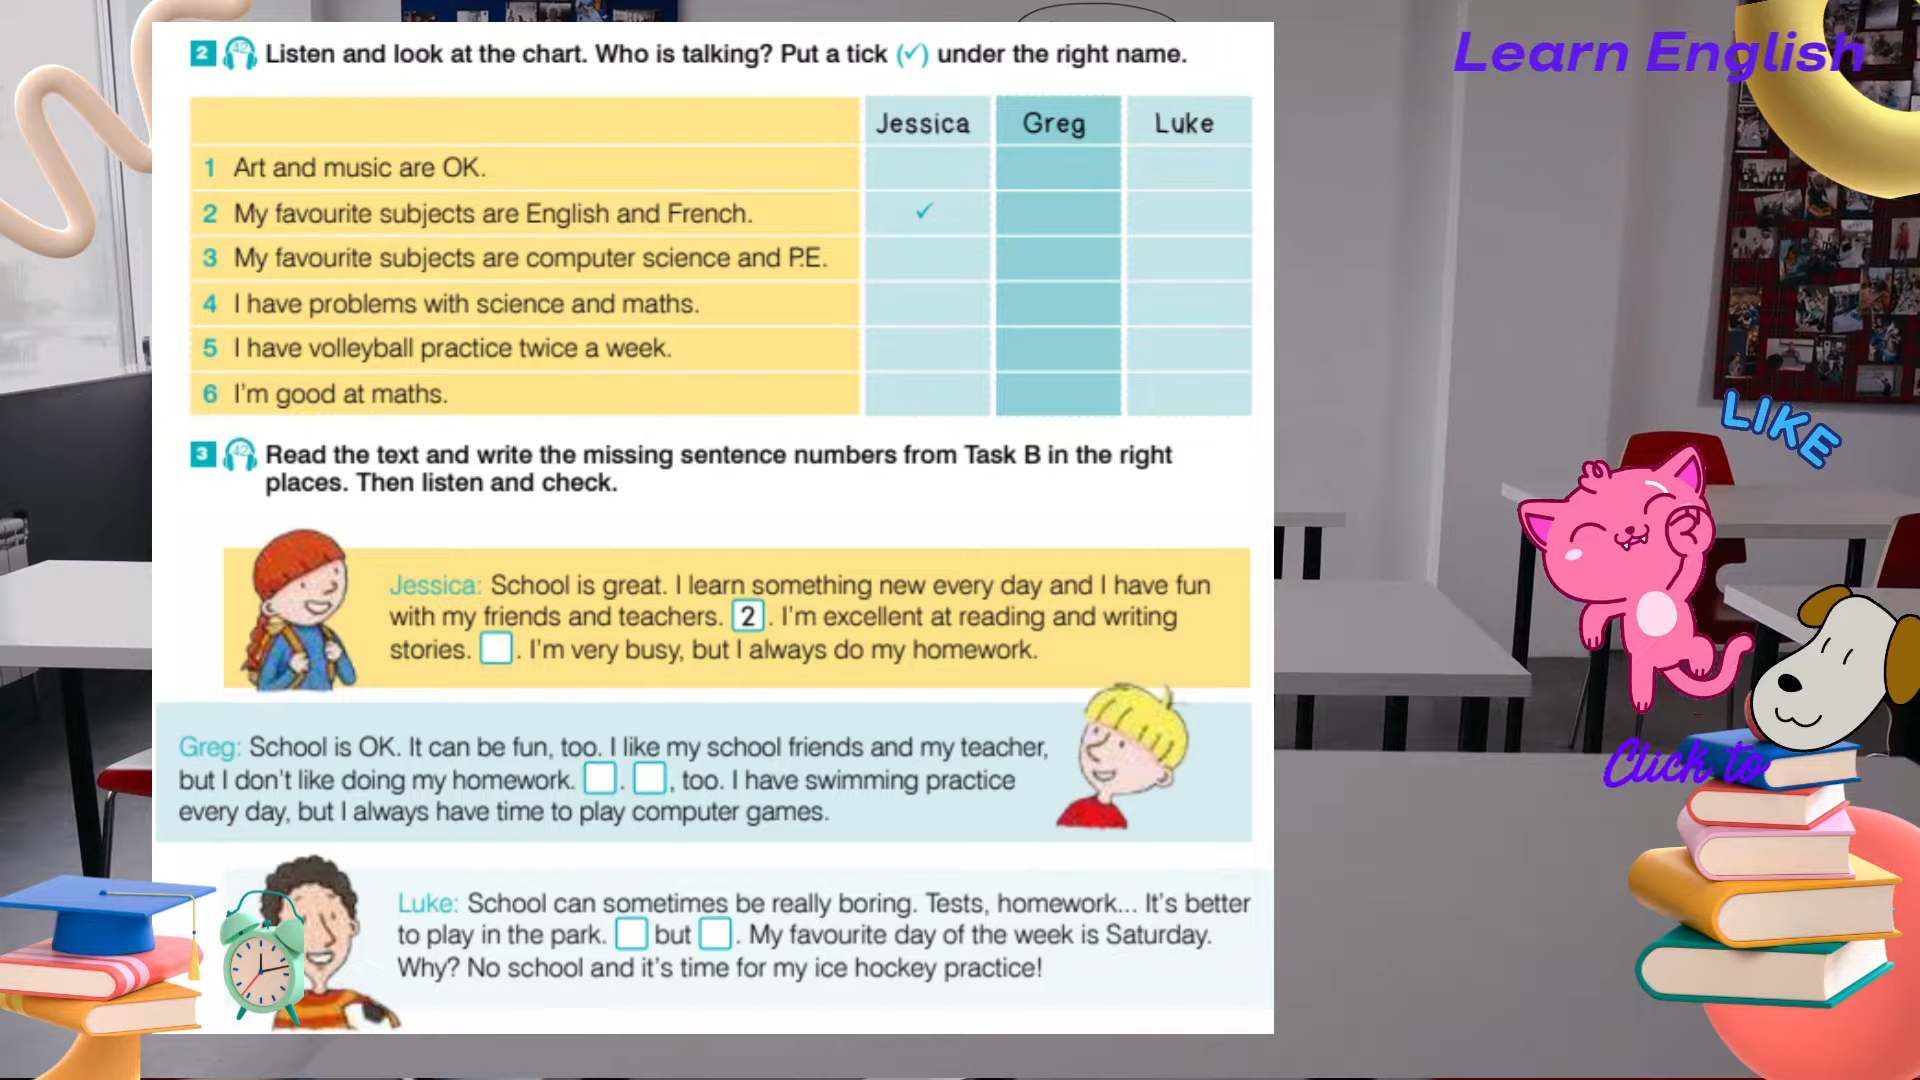 Learn English
2 42 Listen and look at the chart. Who is talking? Put a tick (✓) under the right name.
Jessica Greg Luke
1 Art and music are OK.
2 My favourite subjects are English and French. ✓
3 My favourite subjects are computer science and P.E.
4 I have problems with science and maths.
5 I have volleyball practice twice a week.
6 I'm good at maths.
3 42 Read the text and write the missing sentence numbers from Task B in the right
places. Then listen and check.
Jessica: School is great. I learn something new every day and I have fun
with my friends and teachers. 2 . I'm excellent at reading and writing
stories. . I'm very busy, but I always do my homework.
Greg: School is OK. It can be fun, too. I like my school friends and my teacher,
but I don't like doing my homework. . , too. I have swimming practice
every day, but I always have time to play computer games.
Luke: School can sometimes be really boring. Tests, homework... It's better
to play in the park. but . My favourite day of the week is Saturday.
Why? No school and it's time for my ice hockey practice!
LIKE
Click to